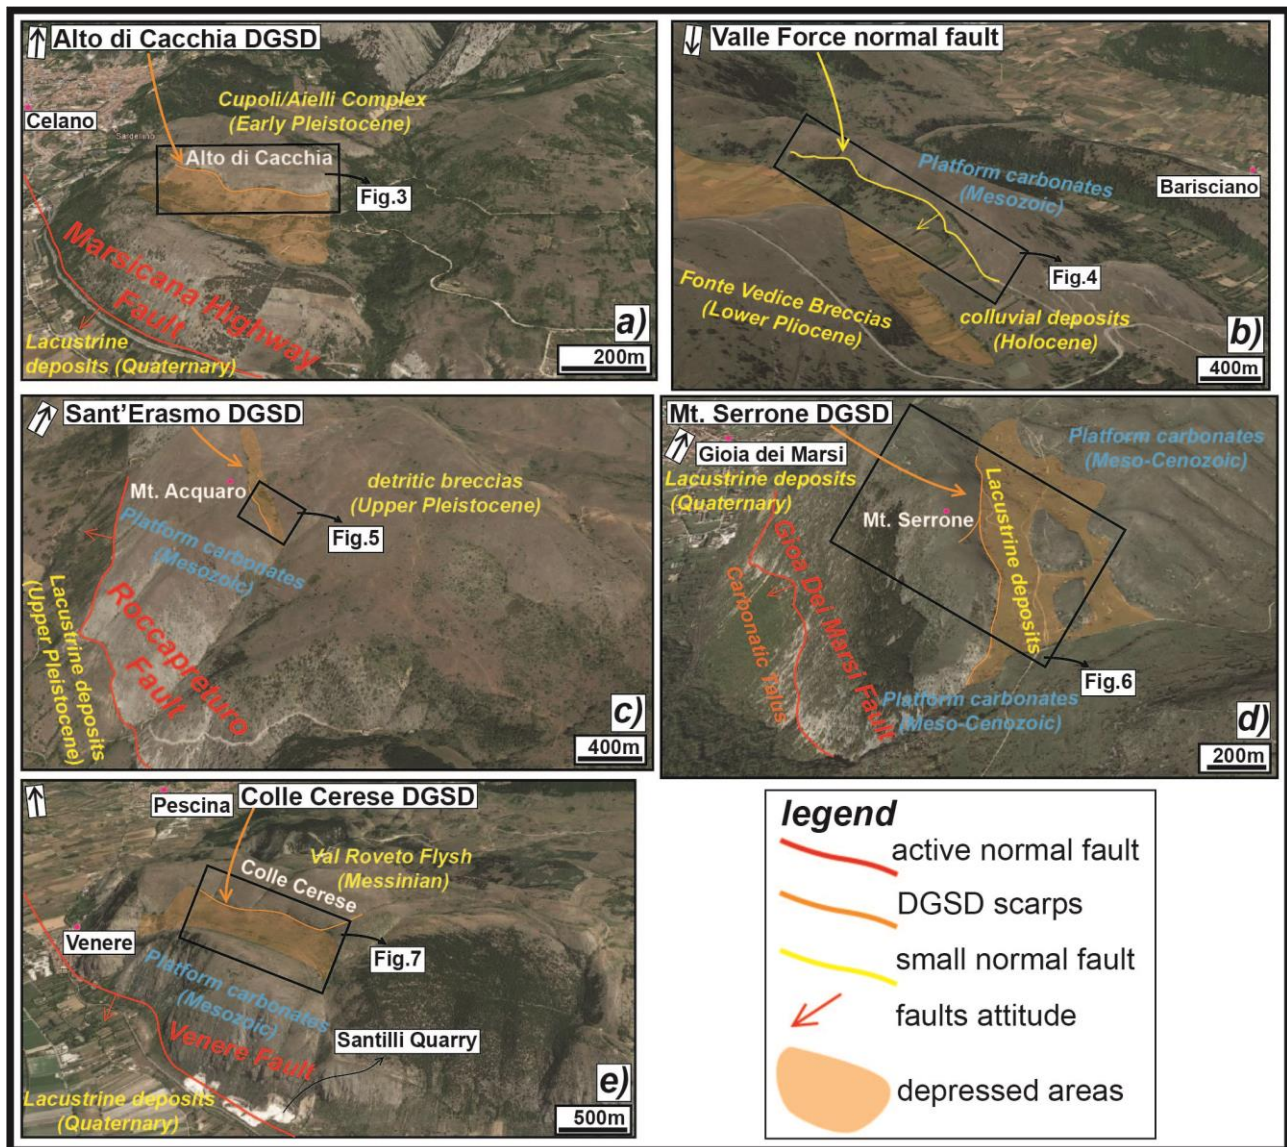 Alto di Cacchia DGSD
Celano
Sardellino
Cupoli/Aielli Complex
(Early Pleistocene)
Alto di Cacchia
Fig.3
Marsicana Highway
Fault
Lacustrine
deposits (Quaternary)
a)
200m
Valle Force normal fault
Platform carbonates
(Mesozoic)
Barisciano
Fig.4
Fonte Vedice Breccias
(Lower Pliocene)
colluvial deposits
(Holocene)
b)
400m
Sant'Erasmo DGSD
Mt. Acquaro
detritic breccias
(Upper Pleistocene)
Fig.5
Platform carbonates
(Mesozoic)
Lacustrine deposits
(Upper Pleistocene)
Roccapreturo
Fault
c)
400m
Mt. Serrone DGSD
Gioia dei Marsi
Lacustrine deposits
(Quaternary)
Platform carbonates
(Meso-Cenozoic)
Mt. Serrone
Lacustrine deposits
Gioa Dei Marsi Fault
Carbonatic Talus
Fig.6
Platform carbonates
(Meso-Cenozoic)
d)
200m
Pescina
Colle Cerese DGSD
Val Roveto Flysh
(Messinian)
Colle Cerese
Venere
Fig.7
Platform carbonates
(Mesozoic)
Venere Fault
Santilli Quarry
Lacustrine deposits
(Quaternary)
e)
500m
legend
active normal fault
DGSD scarps
small normal fault
faults attitude
depressed areas